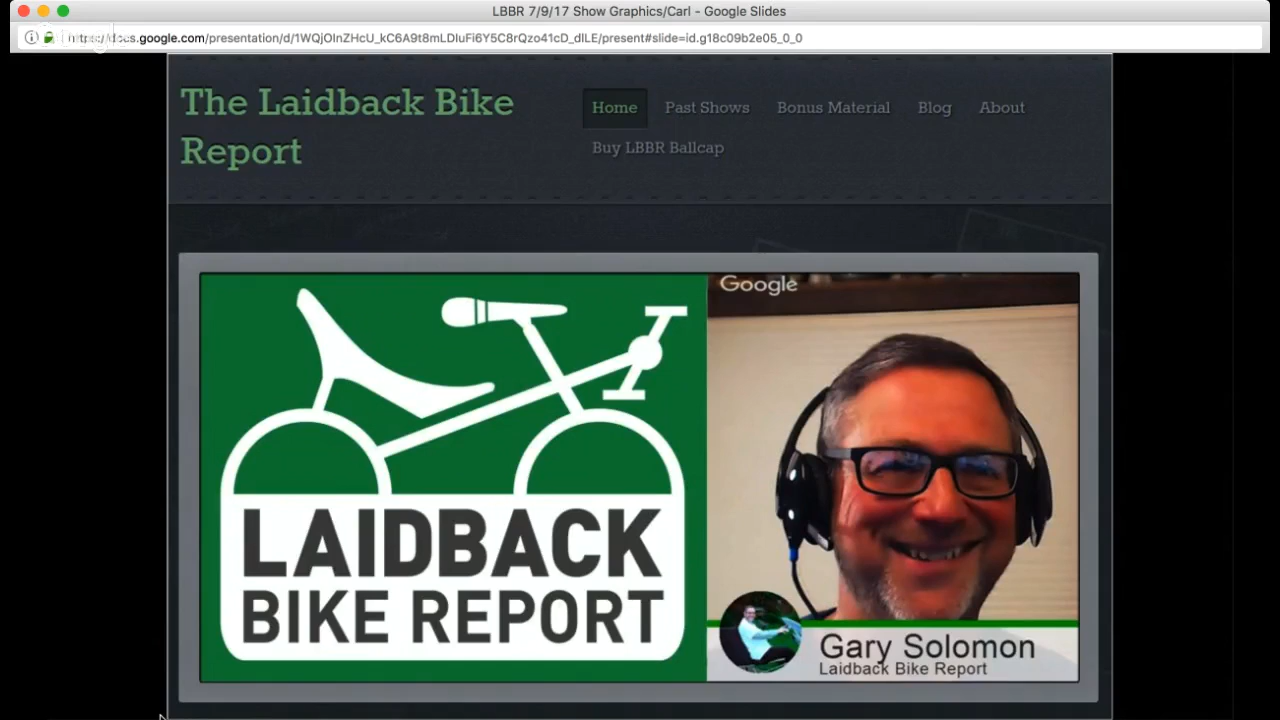 LBBR 7/9/17 Show Graphics/Carl - Google Slides
https://docs.google.com/presentation/d/1WQjOInZHcU_kC6A9t8mLDIuFi6Y5C8rQzo41cD_dILE/present#slide=id.g18c09b2e05_0_0
The Laidback Bike
Report
Home Past Shows Bonus Material Blog About
Buy LBBR Ballcap
Google
LAIDBACK
BIKE REPORT
Gary Solomon
Laidback Bike Report